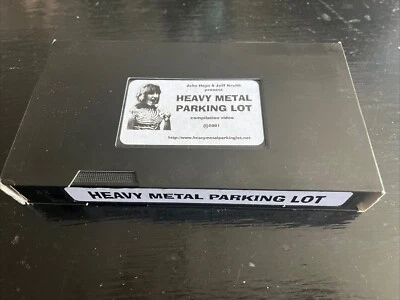 John Heyn & Jeff Krulik
present
HEAVY METAL
PARKING LOT
compilation video
©2001
http://www.heavymetalparkinglot.net
HEAVY METAL PARKING LOT